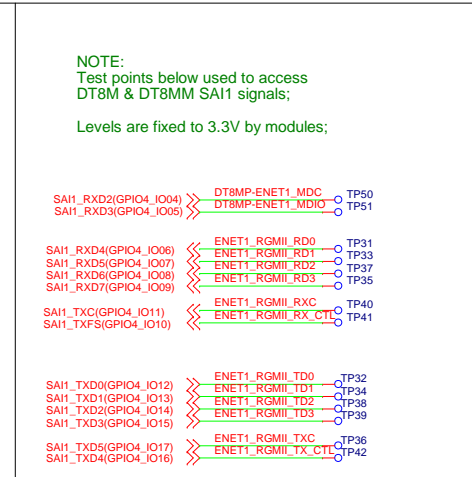 NOTE:
Test points below used to access
DT8M & DT8MM SAI1 signals;
Levels are fixed to 3.3V by modules;
SAI1_RXD2(GPIO4_IO04) DT8MP-ENET1_MDC TP50
SAI1_RXD3(GPIO4_IO05) DT8MP-ENET1_MDIO TP51
SAI1_RXD4(GPIO4_IO06) ENET1_RGMII_RD0 TP31
SAI1_RXD5(GPIO4_IO07) ENET1_RGMII_RD1 TP33
SAI1_RXD6(GPIO4_IO08) ENET1_RGMII_RD2 TP37
SAI1_RXD7(GPIO4_IO09) ENET1_RGMII_RD3 TP35
SAI1_TXC(GPIO4_IO11) ENET1_RGMII_RXC TP40
SAI1_TXFS(GPIO4_IO10) ENET1_RGMII_RX_CTL TP41
SAI1_TXD0(GPIO4_IO12) ENET1_RGMII_TD0 TP32
SAI1_TXD1(GPIO4_IO13) ENET1_RGMII_TD1 TP34
SAI1_TXD2(GPIO4_IO14) ENET1_RGMII_TD2 TP38
SAI1_TXD3(GPIO4_IO15) ENET1_RGMII_TD3 TP39
SAI1_TXD5(GPIO4_IO17) ENET1_RGMII_TXC TP36
SAI1_TXD4(GPIO4_IO16) ENET1_RGMII_TX_CTL TP42